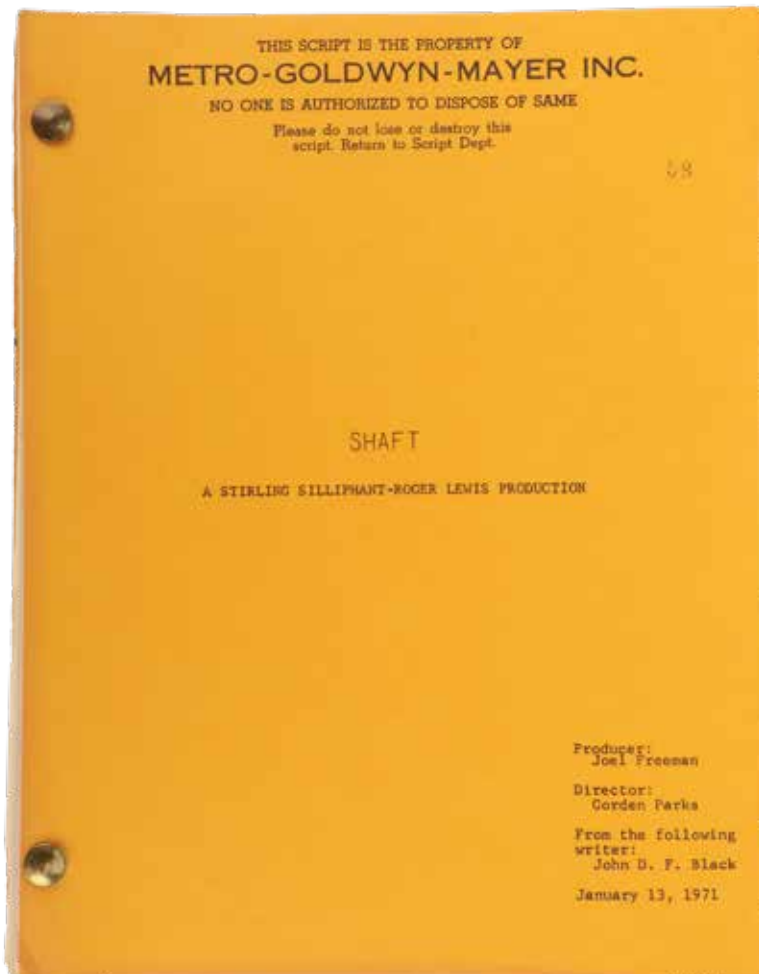 THIS SCRIPT IS THE PROPERTY OF
METRO-GOLDWYN-MAYER INC.
NO ONE IS AUTHORIZED TO DISPOSE OF SAME
Please do not lose or destroy this
script. Return to Script Dept.
SHAFT
A STIRLING SILLIPHANT-ROGER LEWIS PRODUCTION
Producer:
Joel Freeman
Director:
Gorden Parks
From the following
writer:
John D. F. Black
January 13, 1971